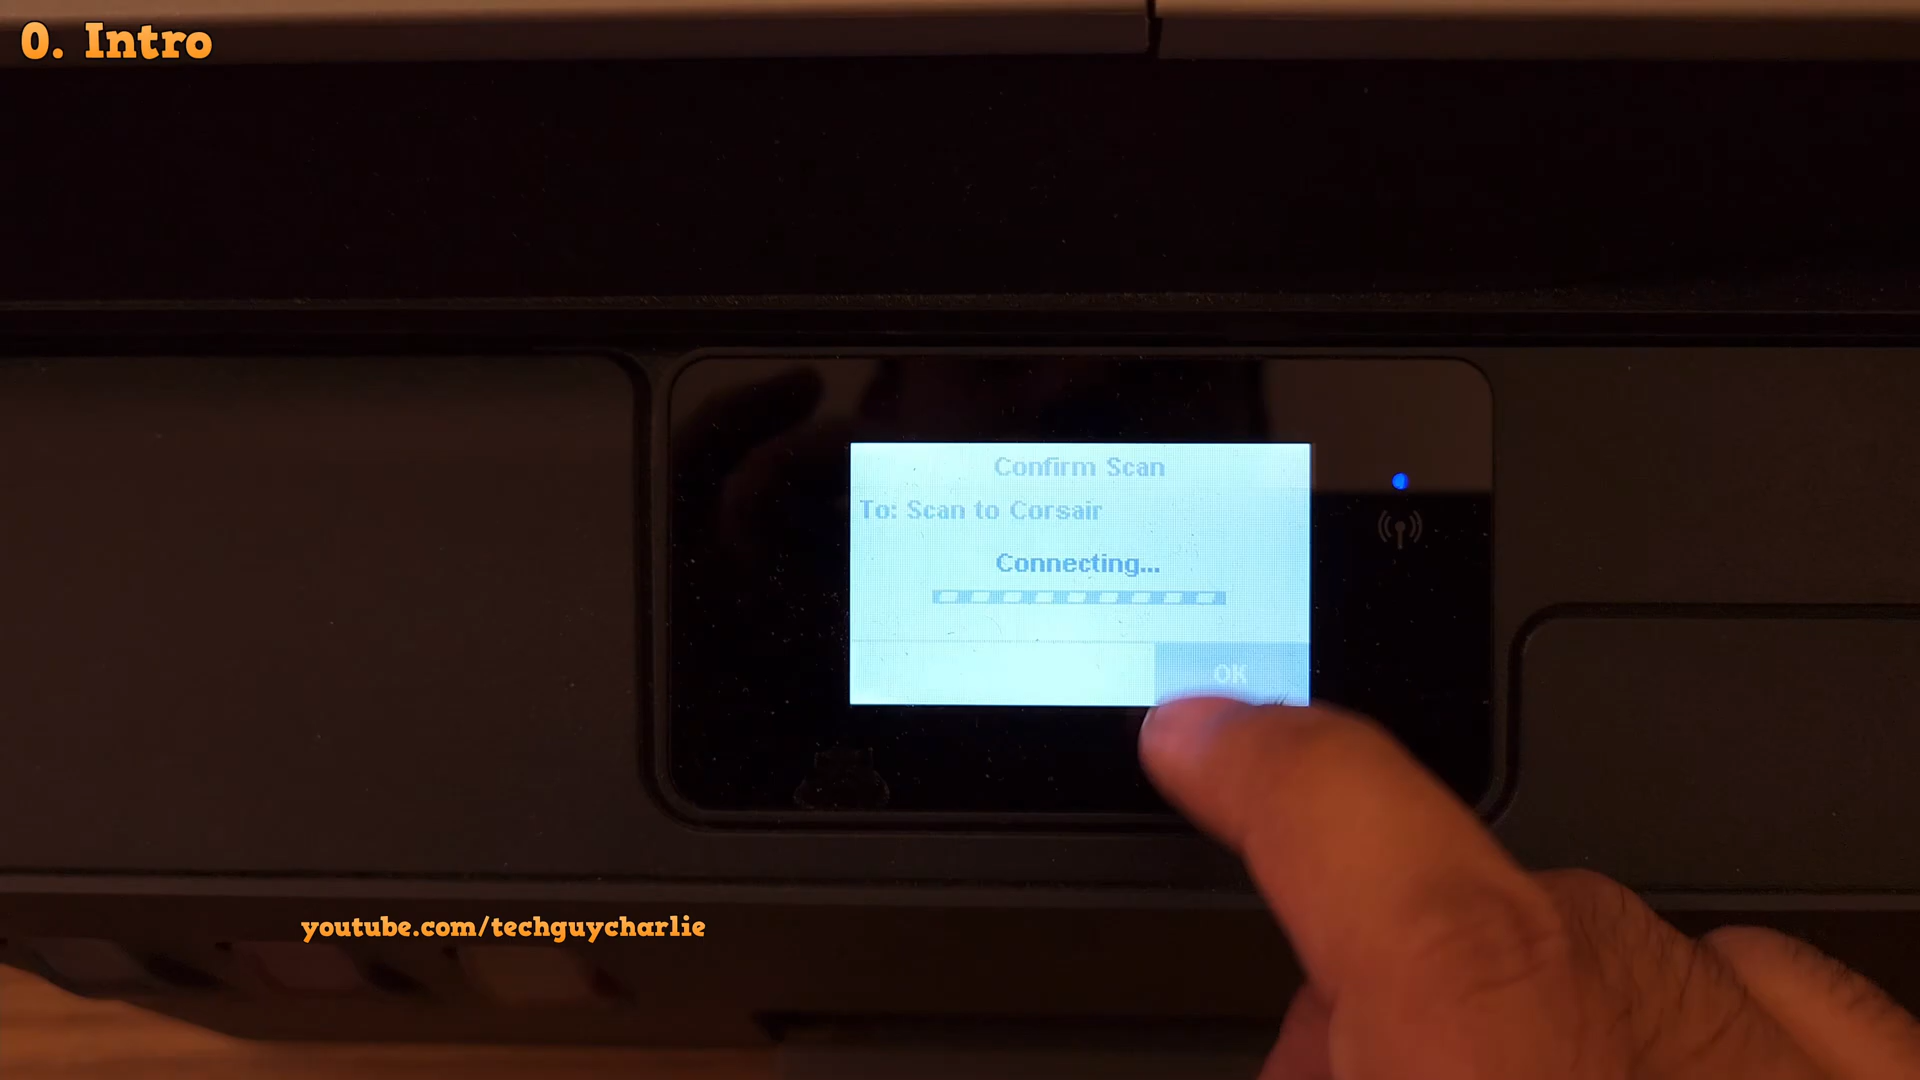 0. Intro
Confirm Scan
To: Scan to Corsair
Connecting...
OK
youtube.com/techguycharlie